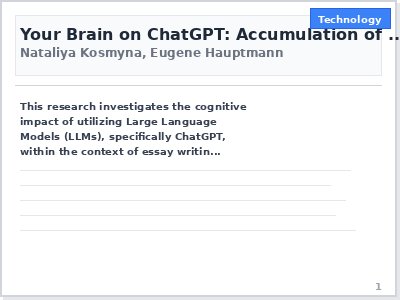 Technology
Your Brain on ChatGPT: Accumulation of ...
Nataliya Kosmyna, Eugene Hauptmann
This research investigates the cognitive
impact of utilizing Large Language
Models (LLMs), specifically ChatGPT,
within the context of essay writin...
1